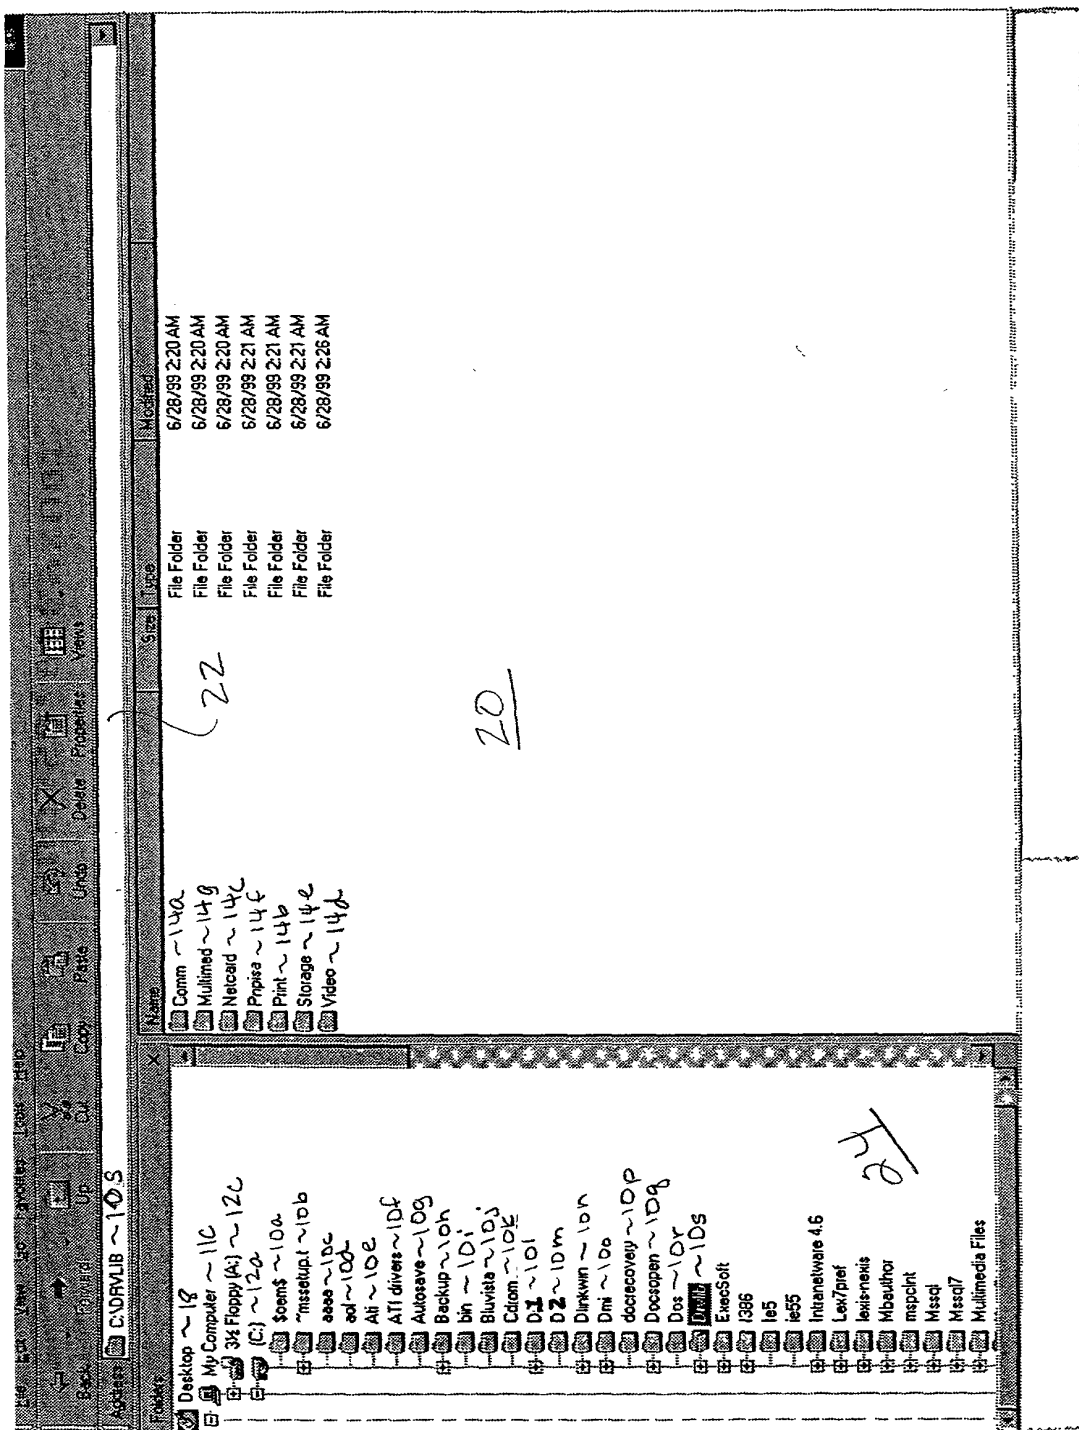 File Edit View Go Favorites Tools Help
Back Forward Up Cut Copy Paste Undo Delete Properties Views
Address C:\DRVLIB ~10S
Folders
Desktop ~ 18
My Computer ~ 11C
3½ Floppy (A:) ~ 12C
(C:) ~ 12a
$oem$ ~ 10a
~mssetup.t ~ 10b
aaaa ~ 10c
aol ~ 10d
Ati ~ 10e
ATI drivers ~ 10f
Autosave ~ 10g
Backup ~ 10h
bin ~ 10i
Bluvista ~ 10j
Cdrom ~ 10k
D1 ~ 10l
D2 ~ 10m
Dlinkwin ~ 10n
Dmi ~ 10o
docrecovery ~ 10p
Docsopen ~ 10q
Dos ~ 10r
Drvlib ~ 10s
ExecSoft
I386
Ie5
Ie55
Intranetware 4.6
Lex7pref
lexis-nexis
Mbauthor
mspclnt
Mssql
Mssql7
Multimedia Files
24
Name Size Type Modified
Comm ~ 14a File Folder 6/28/99 2:20 AM
Multimed ~ 14g File Folder 6/28/99 2:20 AM
Netcard ~ 14c File Folder 6/28/99 2:20 AM
Pnpisa ~ 14f File Folder 6/28/99 2:21 AM
Print ~ 14b File Folder 6/28/99 2:21 AM
Storage ~ 14e File Folder 6/28/99 2:21 AM
Video ~ 14d File Folder 6/28/99 2:26 AM
22
20